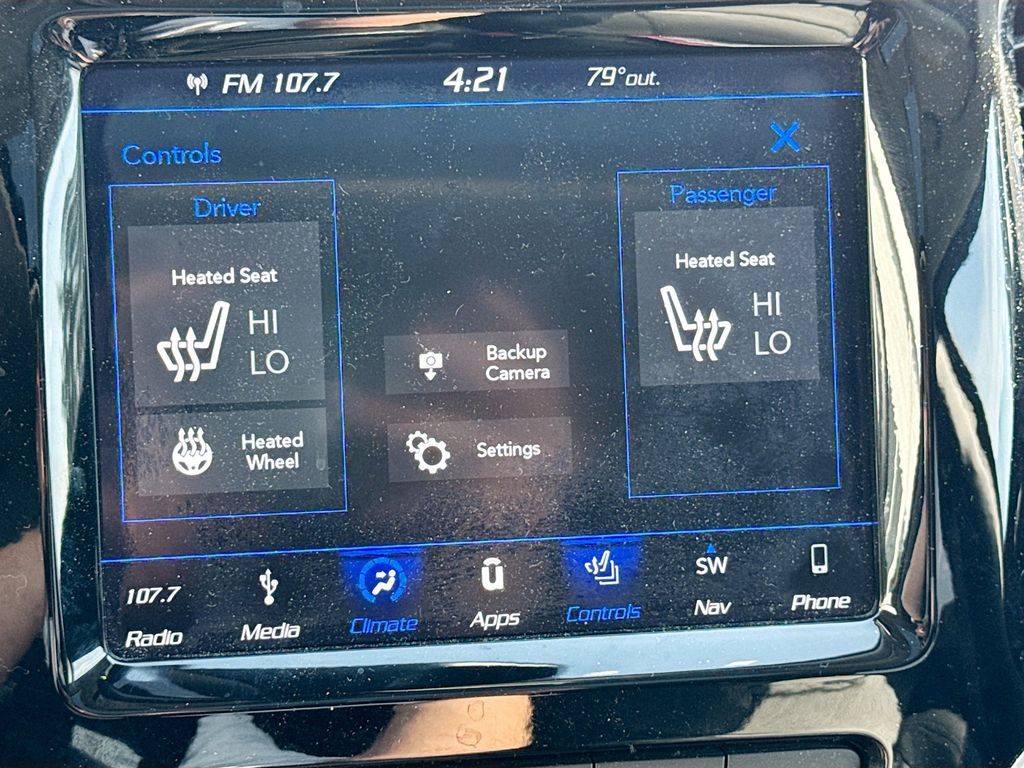 FM 107.7 4:21 79° out.
Controls
Driver
Heated Seat
HI
LO
Heated
Wheel
Backup
Camera
Settings
Passenger
Heated Seat
HI
LO
107.7
Radio
Media
Climate
Apps
Controls
SW
Nav
Phone